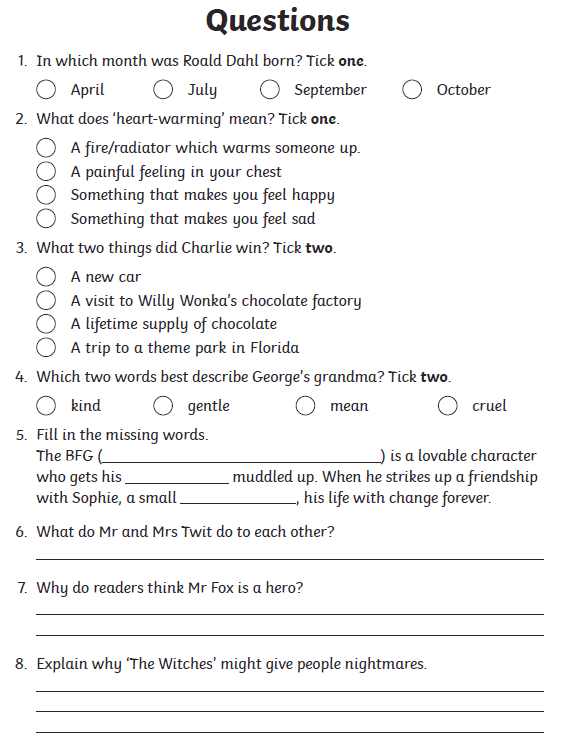 Questions
1. In which month was Roald Dahl born? Tick one.
April July September October
2. What does ‘heart-warming’ mean? Tick one.
A fire/radiator which warms someone up.
A painful feeling in your chest
Something that makes you feel happy
Something that makes you feel sad
3. What two things did Charlie win? Tick two.
A new car
A visit to Willy Wonka’s chocolate factory
A lifetime supply of chocolate
A trip to a theme park in Florida
4. Which two words best describe George’s grandma? Tick two.
kind gentle mean cruel
5. Fill in the missing words.
The BFG (____________________) is a lovable character
who gets his ____________ muddled up. When he strikes up a friendship
with Sophie, a small ____________, his life with change forever.
6. What do Mr and Mrs Twit do to each other?
7. Why do readers think Mr Fox is a hero?
8. Explain why ‘The Witches’ might give people nightmares.